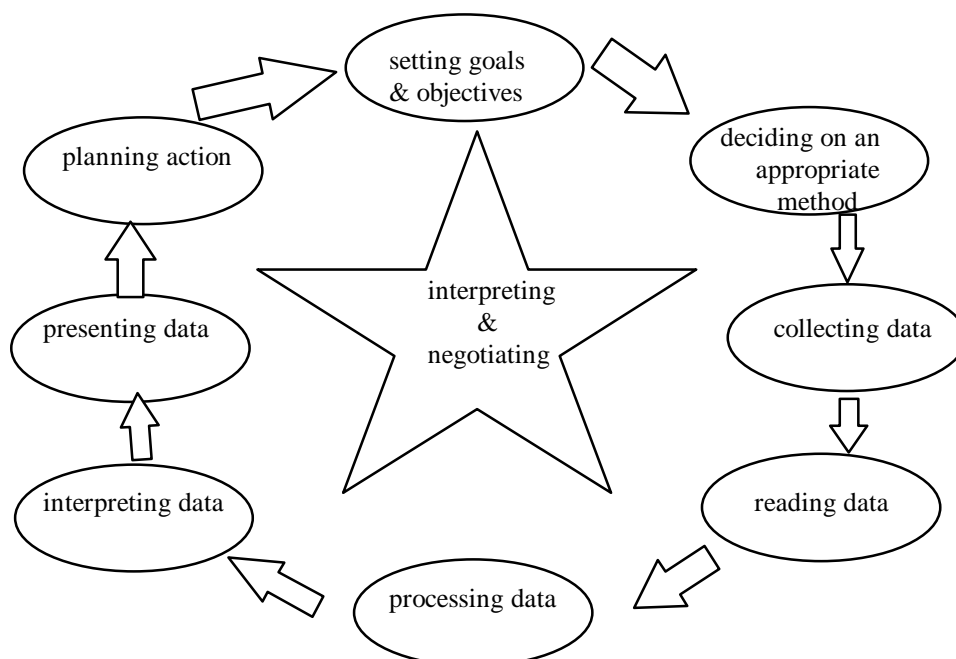 setting goals
& objectives
deciding on an
appropriate
method
collecting data
reading data
processing data
interpreting data
presenting data
planning action
interpreting
&
negotiating